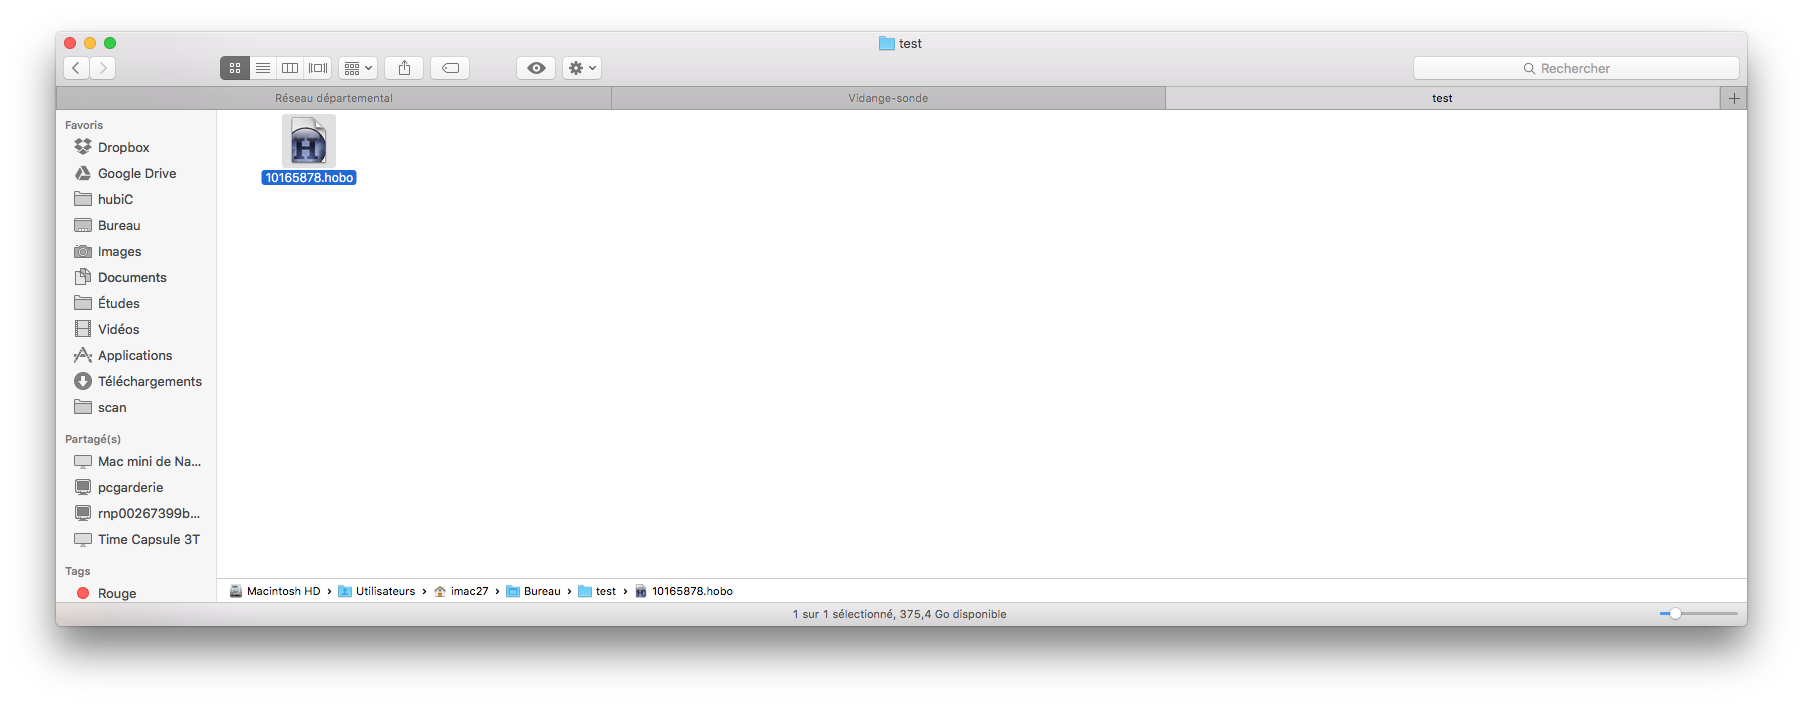 test
Rechercher
Réseau départemental
Vidange-sonde
test
Favoris
Dropbox
Google Drive
hubiC
Bureau
Images
Documents
Études
Vidéos
Applications
Téléchargements
scan
Partagé(s)
Mac mini de Na...
pcgarderie
rnp00267399b...
Time Capsule 3T
Tags
Rouge
H
10165878.hobo
Macintosh HD › Utilisateurs › imac27 › Bureau › test › 10165878.hobo
1 sur 1 sélectionné, 375,4 Go disponible